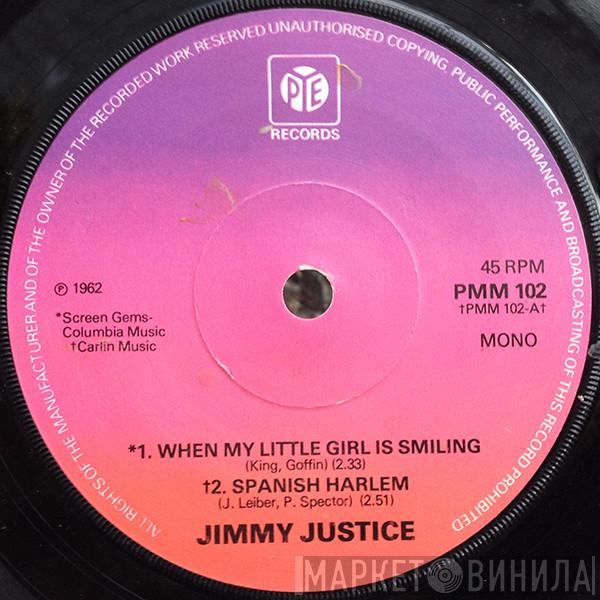 ALL RIGHTS OF THE MANUFACTURER AND OF THE OWNER OF THE RECORDED WORK RESERVED UNAUTHORISED COPYING, PUBLIC PERFORMANCE AND BROADCASTING OF THIS RECORD PROHIBITED
PYE
RECORDS
℗ 1962
*Screen Gems-
Columbia Music
†Carlin Music
45 RPM
PMM 102
†PMM 102-A†
MONO
*1. WHEN MY LITTLE GIRL IS SMILING
(King, Goffin) (2.33)
†2. SPANISH HARLEM
(J. Leiber, P. Spector) (2.51)
JIMMY JUSTICE
МАРКЕТ ВИНИЛА